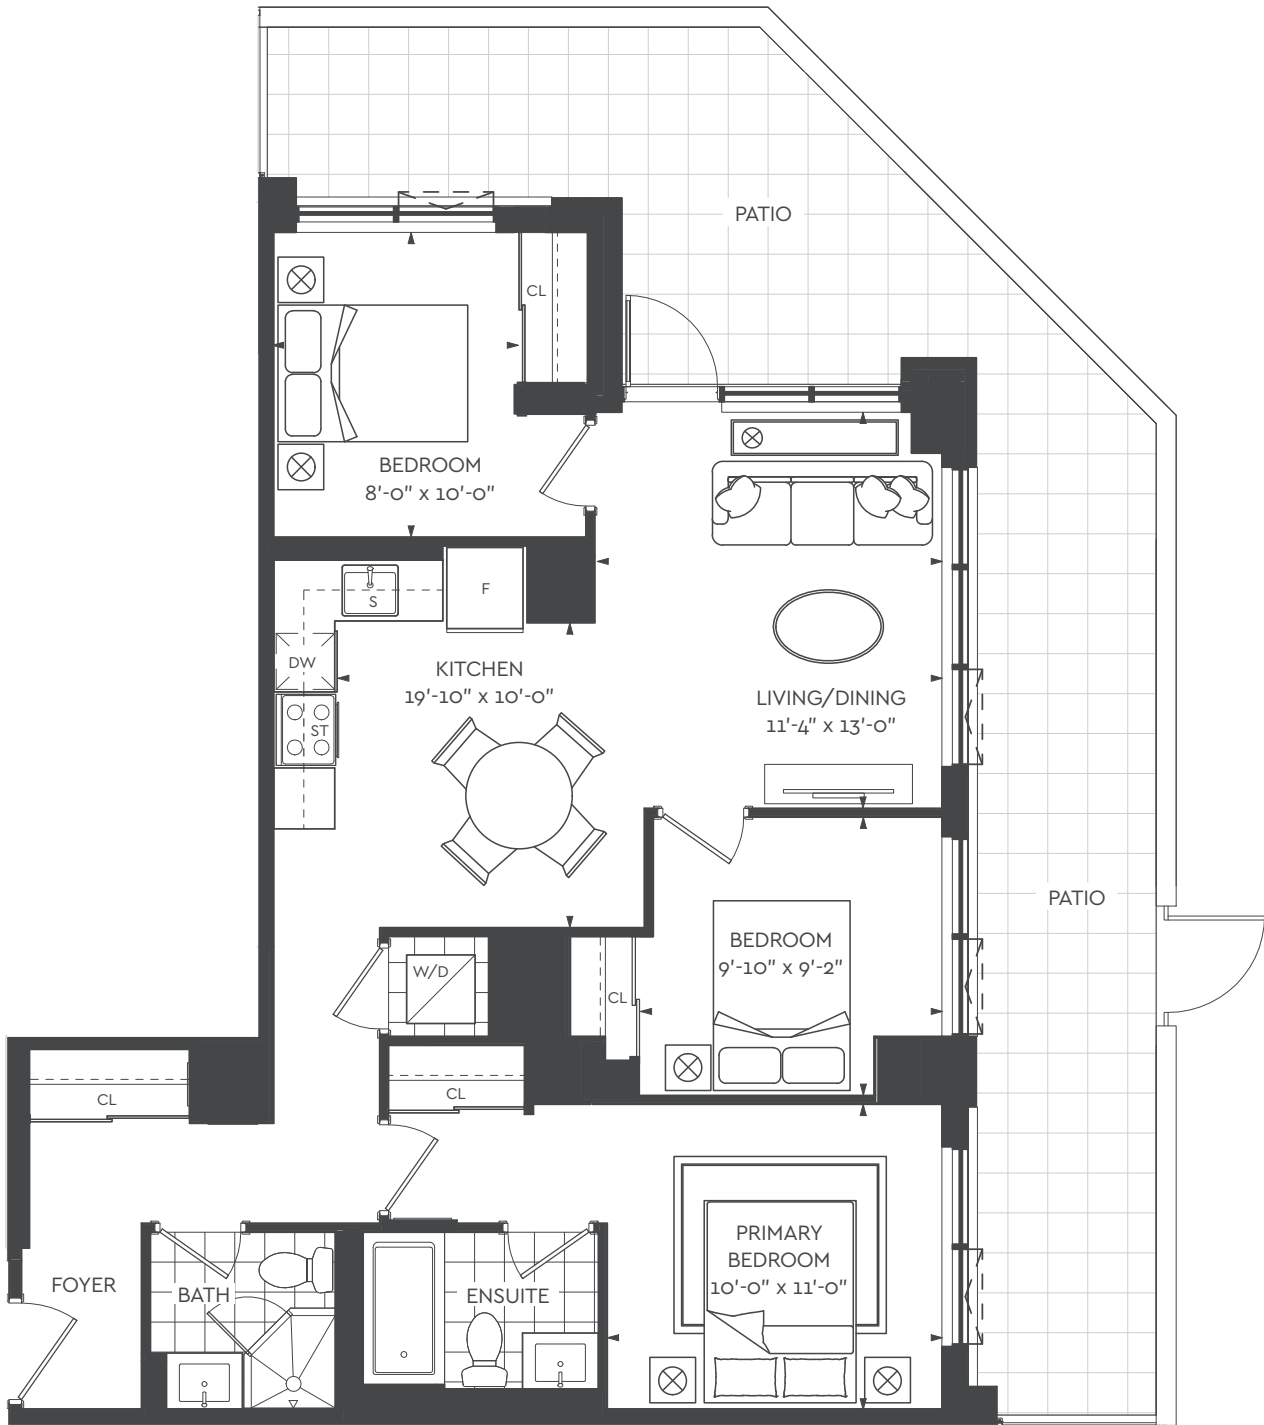 PATIO
CL
BEDROOM
8'-0" x 10'-0"
S
F
DW
KITCHEN
19'-10" x 10'-0"
ST
LIVING/DINING
11'-4" x 13'-0"
PATIO
BEDROOM
9'-10" x 9'-2"
W/D
CL
CL
CL
PRIMARY
BEDROOM
10'-0" x 11'-0"
FOYER
BATH
ENSUITE